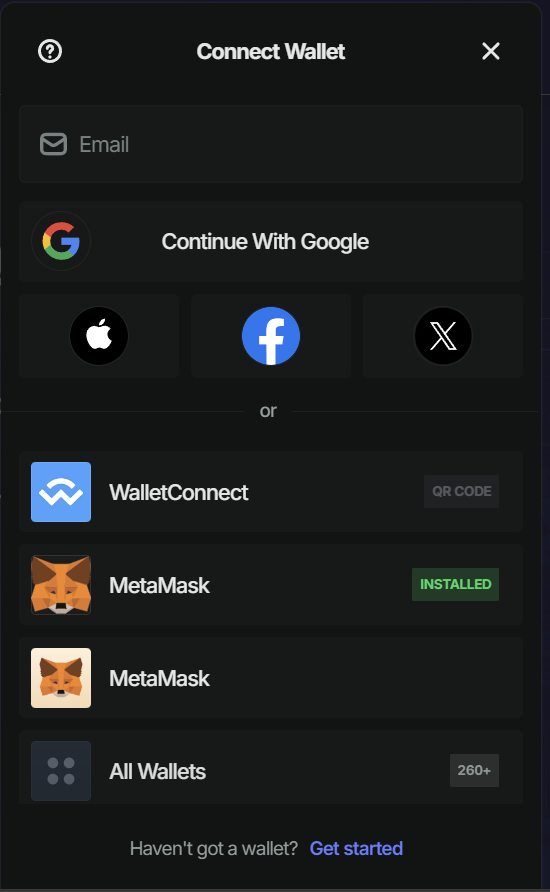 Connect Wallet
Email
Continue With Google
or
WalletConnect QR CODE
MetaMask INSTALLED
MetaMask
All Wallets 260+
Haven't got a wallet? Get started